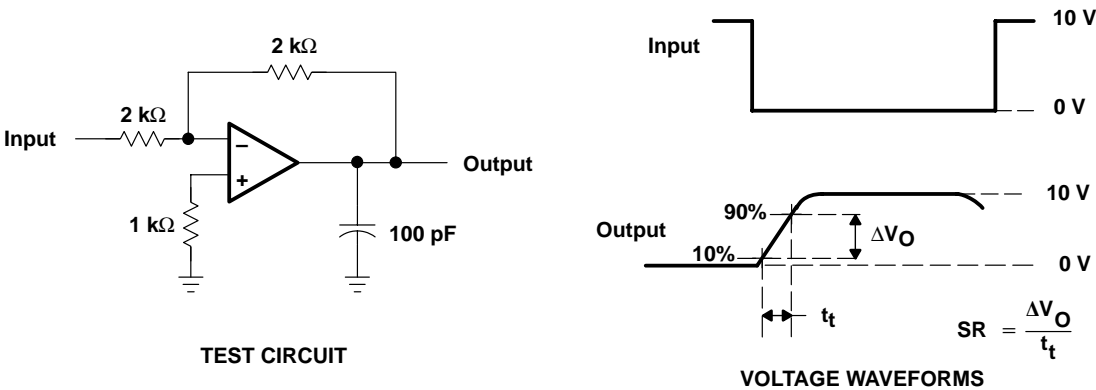 2 kΩ
2 kΩ
Input
−
+
Output
1 kΩ
100 pF
TEST CIRCUIT
Input
10 V
0 V
Output
90%
10%
ΔVO
10 V
0 V
tt
SR = ΔVO
tt
VOLTAGE WAVEFORMS